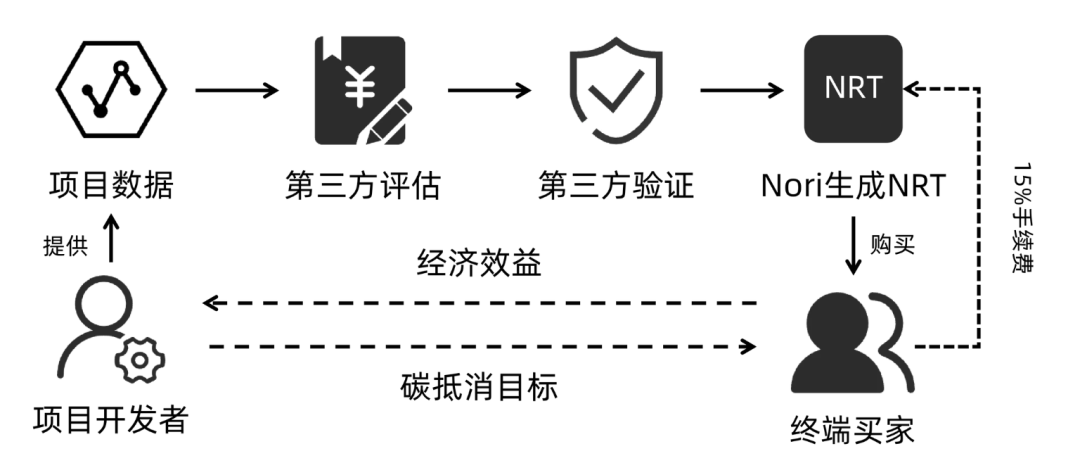 NRT
项目数据
第三方评估
第三方验证
Nori生成NRT
15%手续费
提供
购买
经济效益
碳抵消目标
项目开发者
终端买家